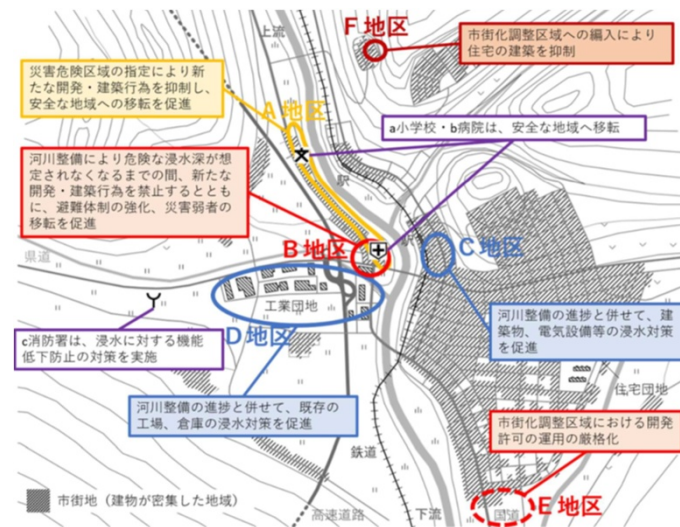 上流
F地区
市街化調整区域への編入により
住宅の建築を抑制
災害危険区域の指定により新
たな開発・建築行為を抑制し、
安全な地域への移転を促進
A地区
a小学校・b病院は、安全な地域へ移転
河川整備により危険な浸水深が想
定されなくなるまでの間、新たな
開発・建築行為を禁止するととも
に、避難体制の強化、災害弱者の
移転を促進
駅
B地区
C地区
県道
工業団地
D地区
河川整備の進捗と併せて、建
築物、電気設備等の浸水対策
を促進
c消防署は、浸水に対する機能
低下防止の対策を実施
住宅団地
河川整備の進捗と併せて、既存の
工場、倉庫の浸水対策を促進
市街化調整区域における開発
許可の運用の厳格化
鉄道
市街地（建物が密集した地域）
高速道路
下流
国道
E地区